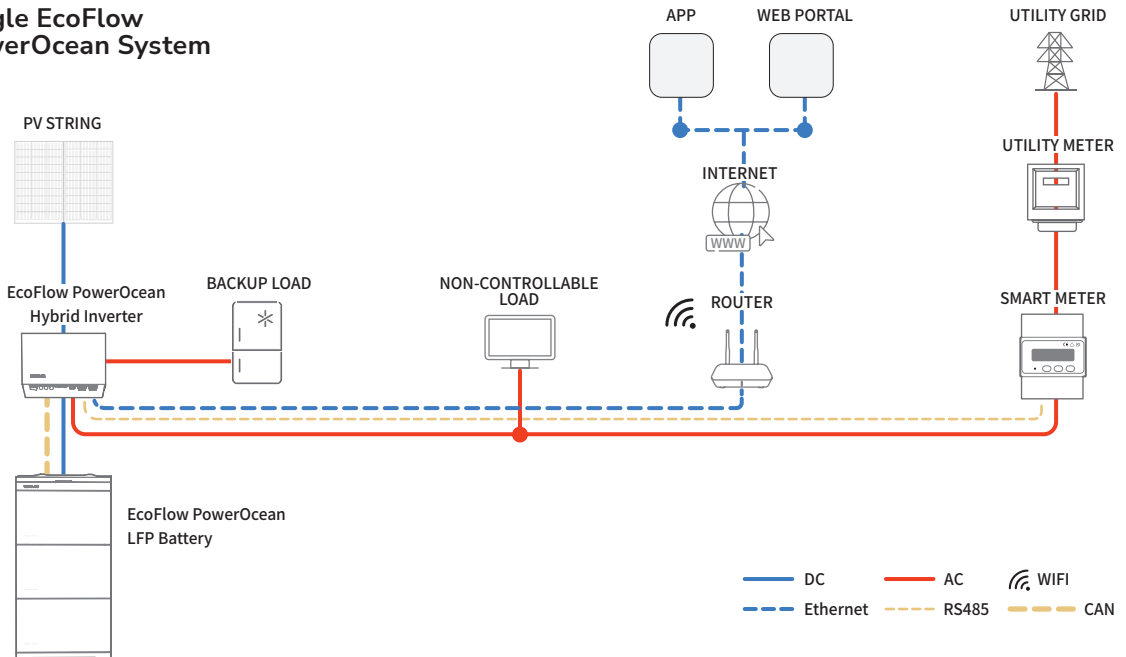 gle EcoFlow
verOcean System
APP
WEB PORTAL
UTILITY GRID
PV STRING
UTILITY METER
INTERNET
WWW
EcoFlow PowerOcean
Hybrid Inverter
BACKUP LOAD
NON-CONTROLLABLE
LOAD
ROUTER
SMART METER
EcoFlow PowerOcean
LFP Battery
DC
AC
WIFI
Ethernet
RS485
CAN